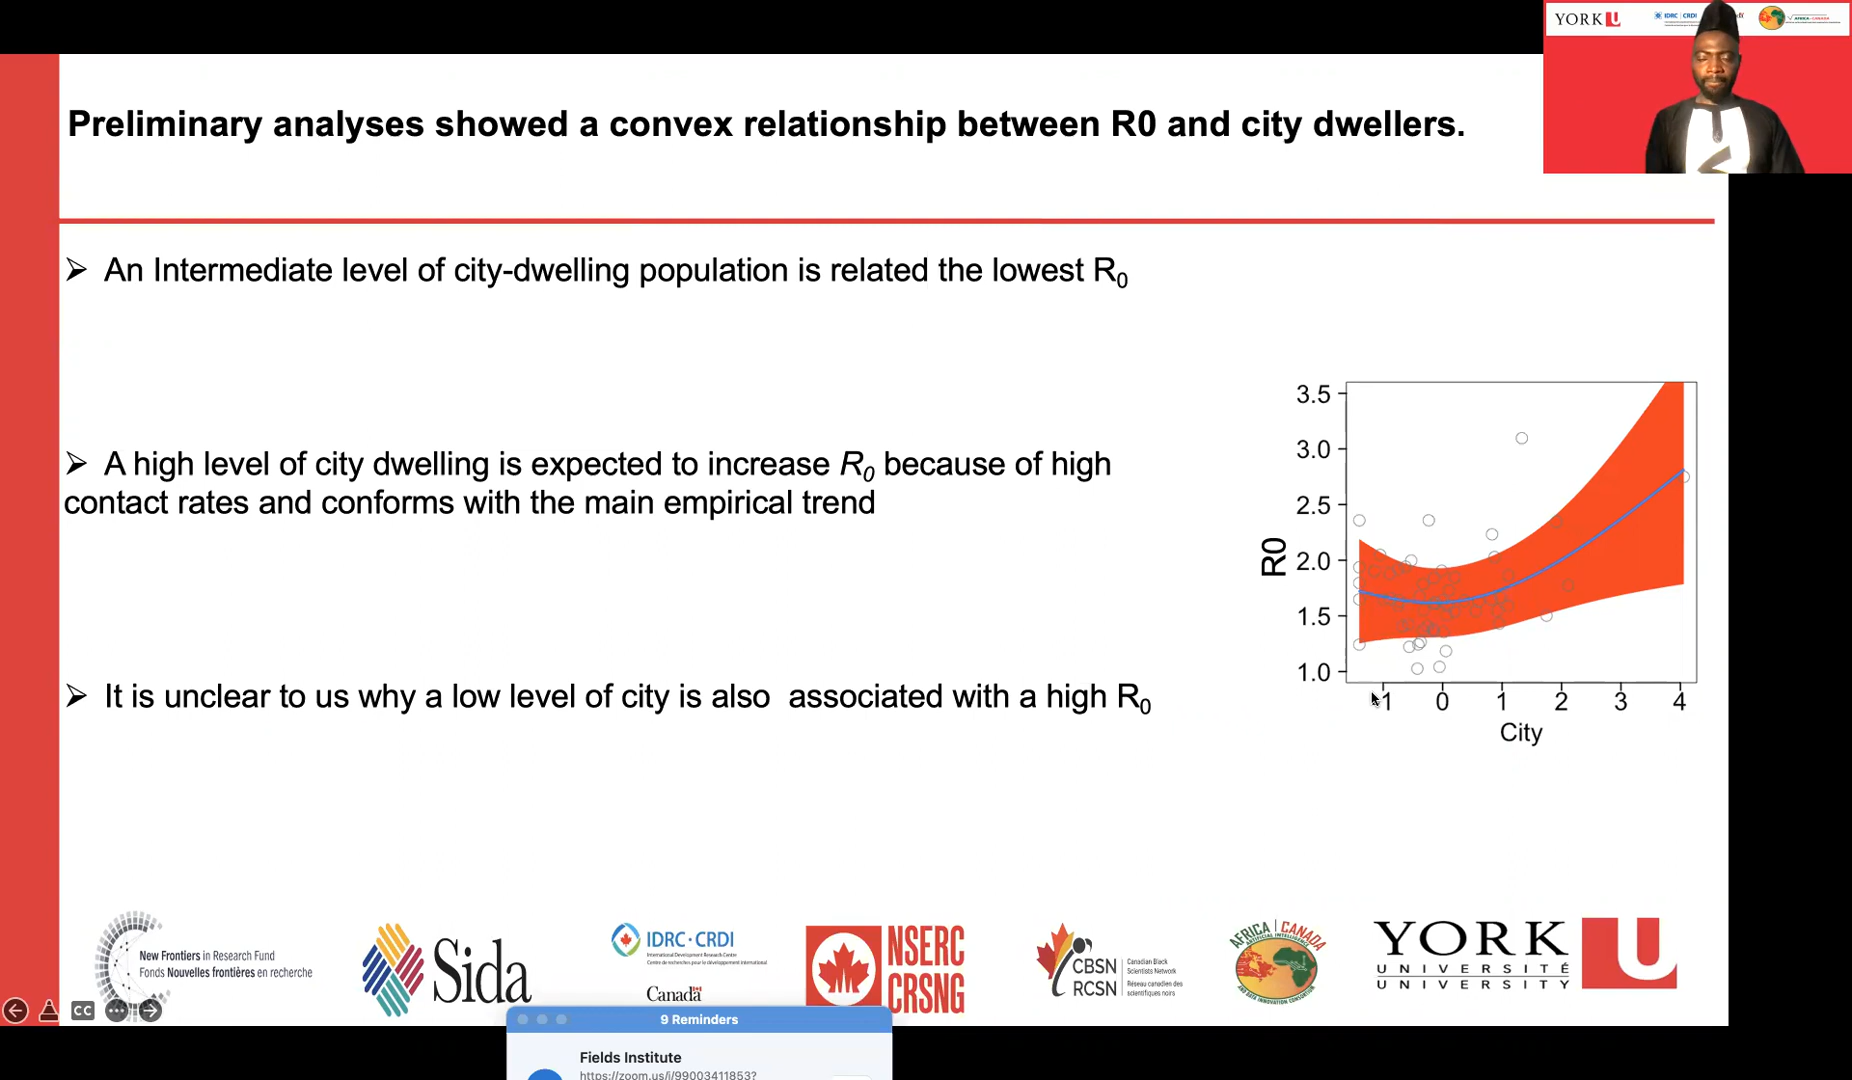 YORK U
IDRC | CRDI
Preliminary analyses showed a convex relationship between R0 and city dwellers.
➢ An Intermediate level of city-dwelling population is related the lowest R0
➢ A high level of city dwelling is expected to increase R0 because of high
contact rates and conforms with the main empirical trend
➢ It is unclear to us why a low level of city is also associated with a high R0
3.5
3.0
2.5
2.0
1.5
1.0
R0
-1 0 1 2 3 4
City
New Frontiers in Research Fund
Fonds Nouvelles frontières en recherche
Sida
IDRC · CRDI
International Development Research Centre
Centre de recherches pour le développement international
Canada
NSERC
CRSNG
CBSN
RCSN
Canadian Black
Scientists Network
Réseau canadien des
scientifiques noirs
AFRICA | CANADA
ARTIFICIAL INTELLIGENCE
AND DATA INNOVATION CONSORTIUM
YORK U
UNIVERSITÉ
UNIVERSITY
CC
9 Reminders
Fields Institute
https://zoom.us/j/99003411853?